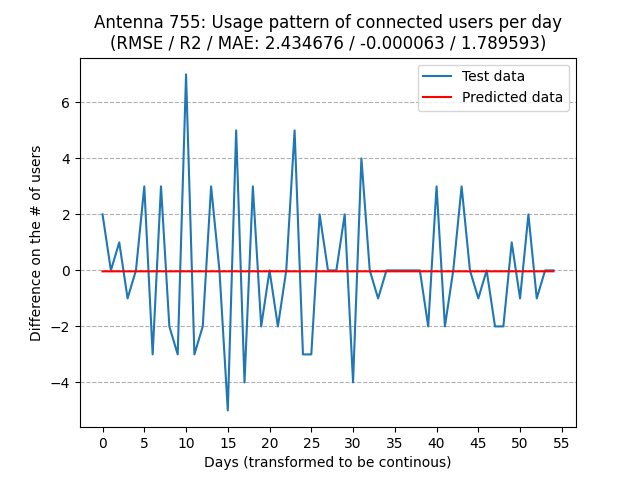 Antenna 755: Usage pattern of connected users per day
(RMSE / R2 / MAE: 2.434676 / -0.000063 / 1.789593)
Test data
Predicted data
Difference on the # of users
6
4
2
0
−2
−4
0 5 10 15 20 25 30 35 40 45 50 55
Days (transformed to be continous)